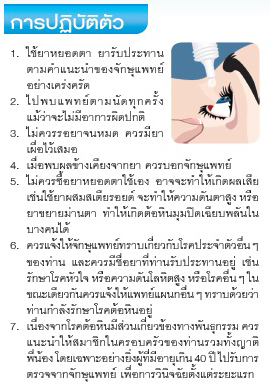 การปฏิบัติตัว
1. ใช้ยาหยอดตา ยารับประทาน
ตามคำแนะนำของจักษุแพทย์
อย่างเคร่งครัด
2. ไปพบแพทย์ตามนัดทุกครั้ง
แม้ว่าจะไม่มีอาการผิดปกติ
3. ไม่ควรรอยาจนหมด ควรมียา
เผื่อไว้เสมอ
4. เมื่อพบผลข้างเคียงจากยา ควรบอกจักษุแพทย์
5. ไม่ควรซื้อยาหยอดตาใช้เอง อาจจะทำให้เกิดผลเสีย
เช่นใช้ยาผสมสเตียรอยด์ จะทำให้ความดันตาสูง หรือ
ยาขยายม่านตา ทำให้เกิดต้อหินมุมปิดเฉียบพลันใน
บางคนได้
6. ควรแจ้งให้จักษุแพทย์ทราบเกี่ยวกับโรคประจำตัวอื่นๆ
ของท่าน และควรมีชื่อยาที่ท่านรับประทานอยู่ เช่น
รักษาโรคหัวใจ หรือความดันโลหิตสูง หรือโรคอื่นๆ ใน
ขณะเดียวกันควรแจ้งให้แพทย์แผนกอื่นๆ ทราบด้วยว่า
ท่านกำลังรักษาโรคต้อหินอยู่
7. เนื่องจากโรคต้อหินมีส่วนเกี่ยวข้องทางพันธุกรรม ควร
แนะนำให้สมาชิกในครอบครัวของท่านรวมทั้งญาติ
พี่น้อง โดยเฉพาะอย่างยิ่งผู้ที่มีอายุเกิน 40 ปี ไปรับการ
ตรวจจากจักษุแพทย์ เพื่อการวินิจฉัยตั้งแต่ระยะแรก